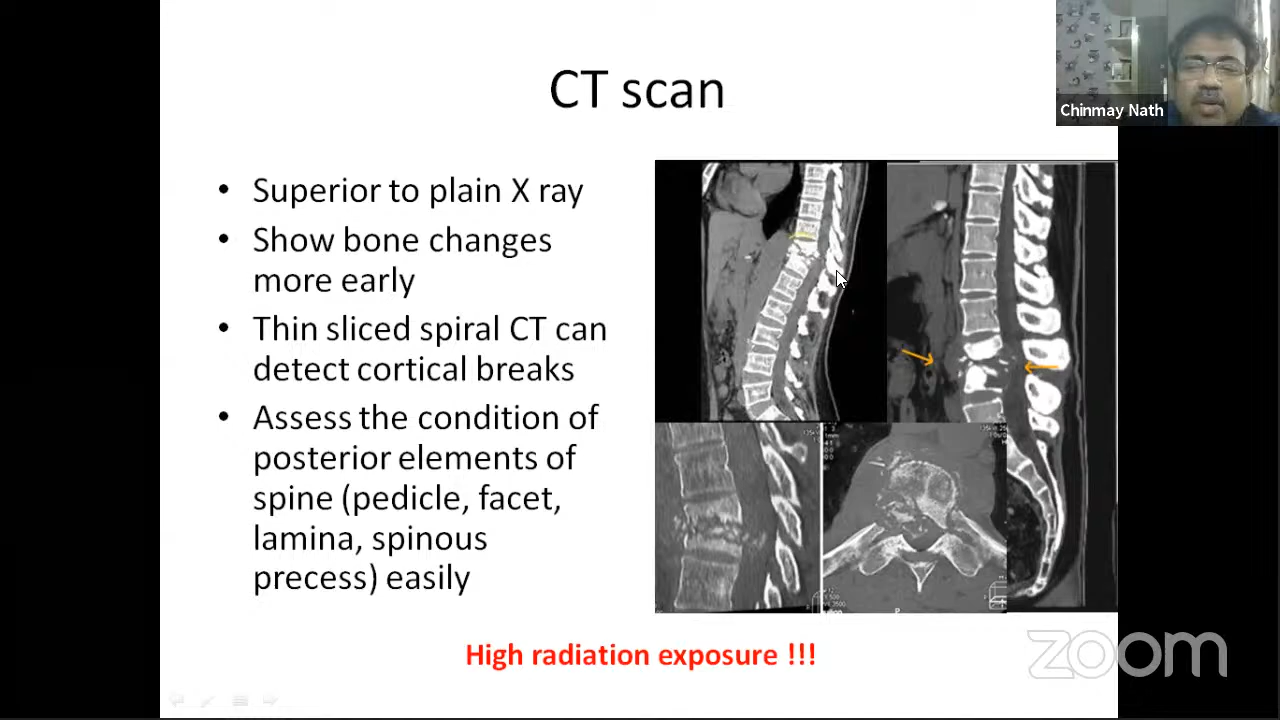 CT scan
Chinmay Nath
• Superior to plain X ray
• Show bone changes
more early
• Thin sliced spiral CT can
detect cortical breaks
• Assess the condition of
posterior elements of
spine (pedicle, facet,
lamina, spinous
precess) easily
High radiation exposure !!!
zoom